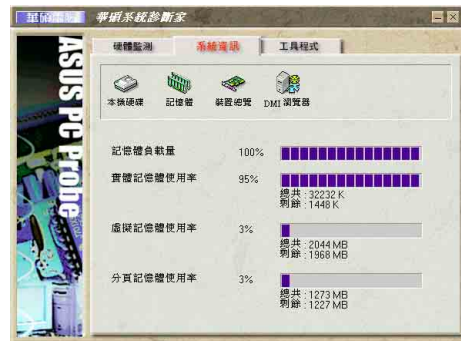 華碩電腦
華碩系統診斷家
ASUS PC Probe
硬體監測
系統資訊
工具程式
本機硬碟
記憶體
裝置總覽
DMI 瀏覽器
記憶體負載量 100%
實體記憶體使用率 95%
總共 : 32232 K
剩餘 : 1448 K
虛擬記憶體使用率 3%
總共 : 2044 MB
剩餘 : 1968 MB
分頁記憶體使用率 3%
總共 : 1273 MB
剩餘 : 1227 MB